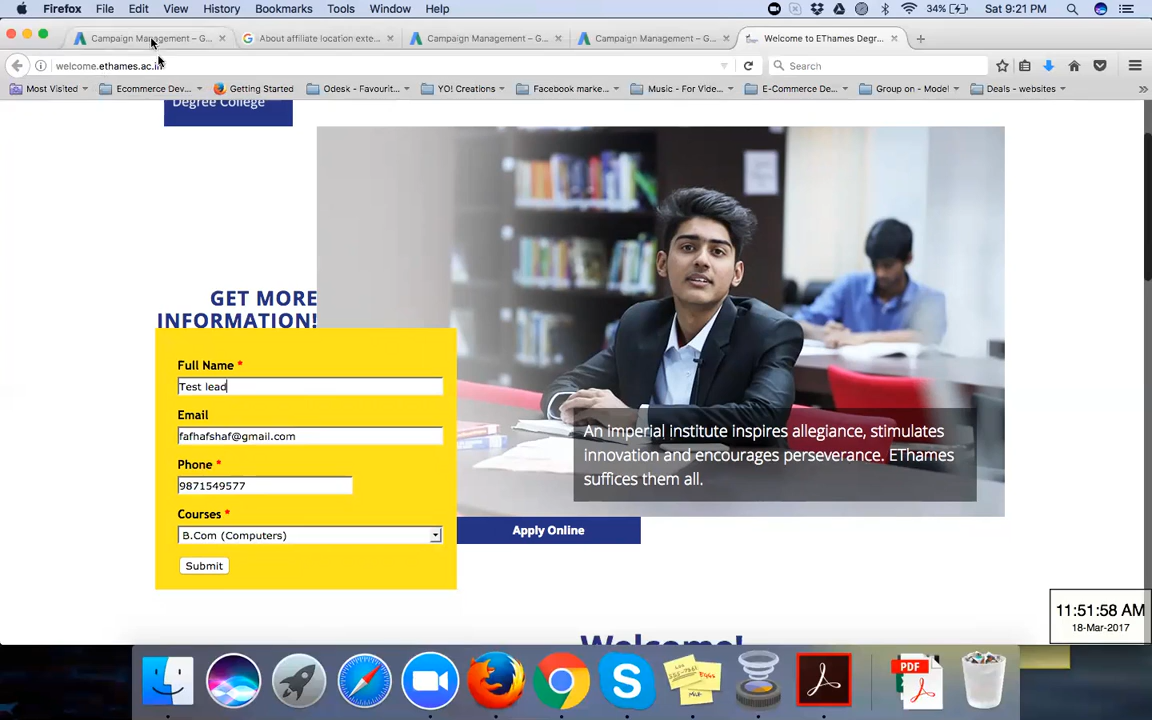 Firefox File Edit View History Bookmarks Tools Window Help 34% Sat 9:21 PM
Campaign Management – G... About affiliate location exte... Campaign Management – G... Campaign Management – G... Welcome to EThames Degr...
welcome.ethames.ac.in Search
Most Visited Ecommerce Dev... Getting Started Odesk - Favourit... YO! Creations Facebook marke... Music - For Vide... E-Commerce De... Group on - Model Deals - websites
Degree College
GET MORE
INFORMATION!
Full Name *
Test lead
Email
fafhafshaf@gmail.com
Phone *
9871549577
Courses *
B.Com (Computers)
Submit
An imperial institute inspires allegiance, stimulates
innovation and encourages perseverance. EThames
suffices them all.
Apply Online
Welcome!
11:51:58 AM
18-Mar-2017
PDF